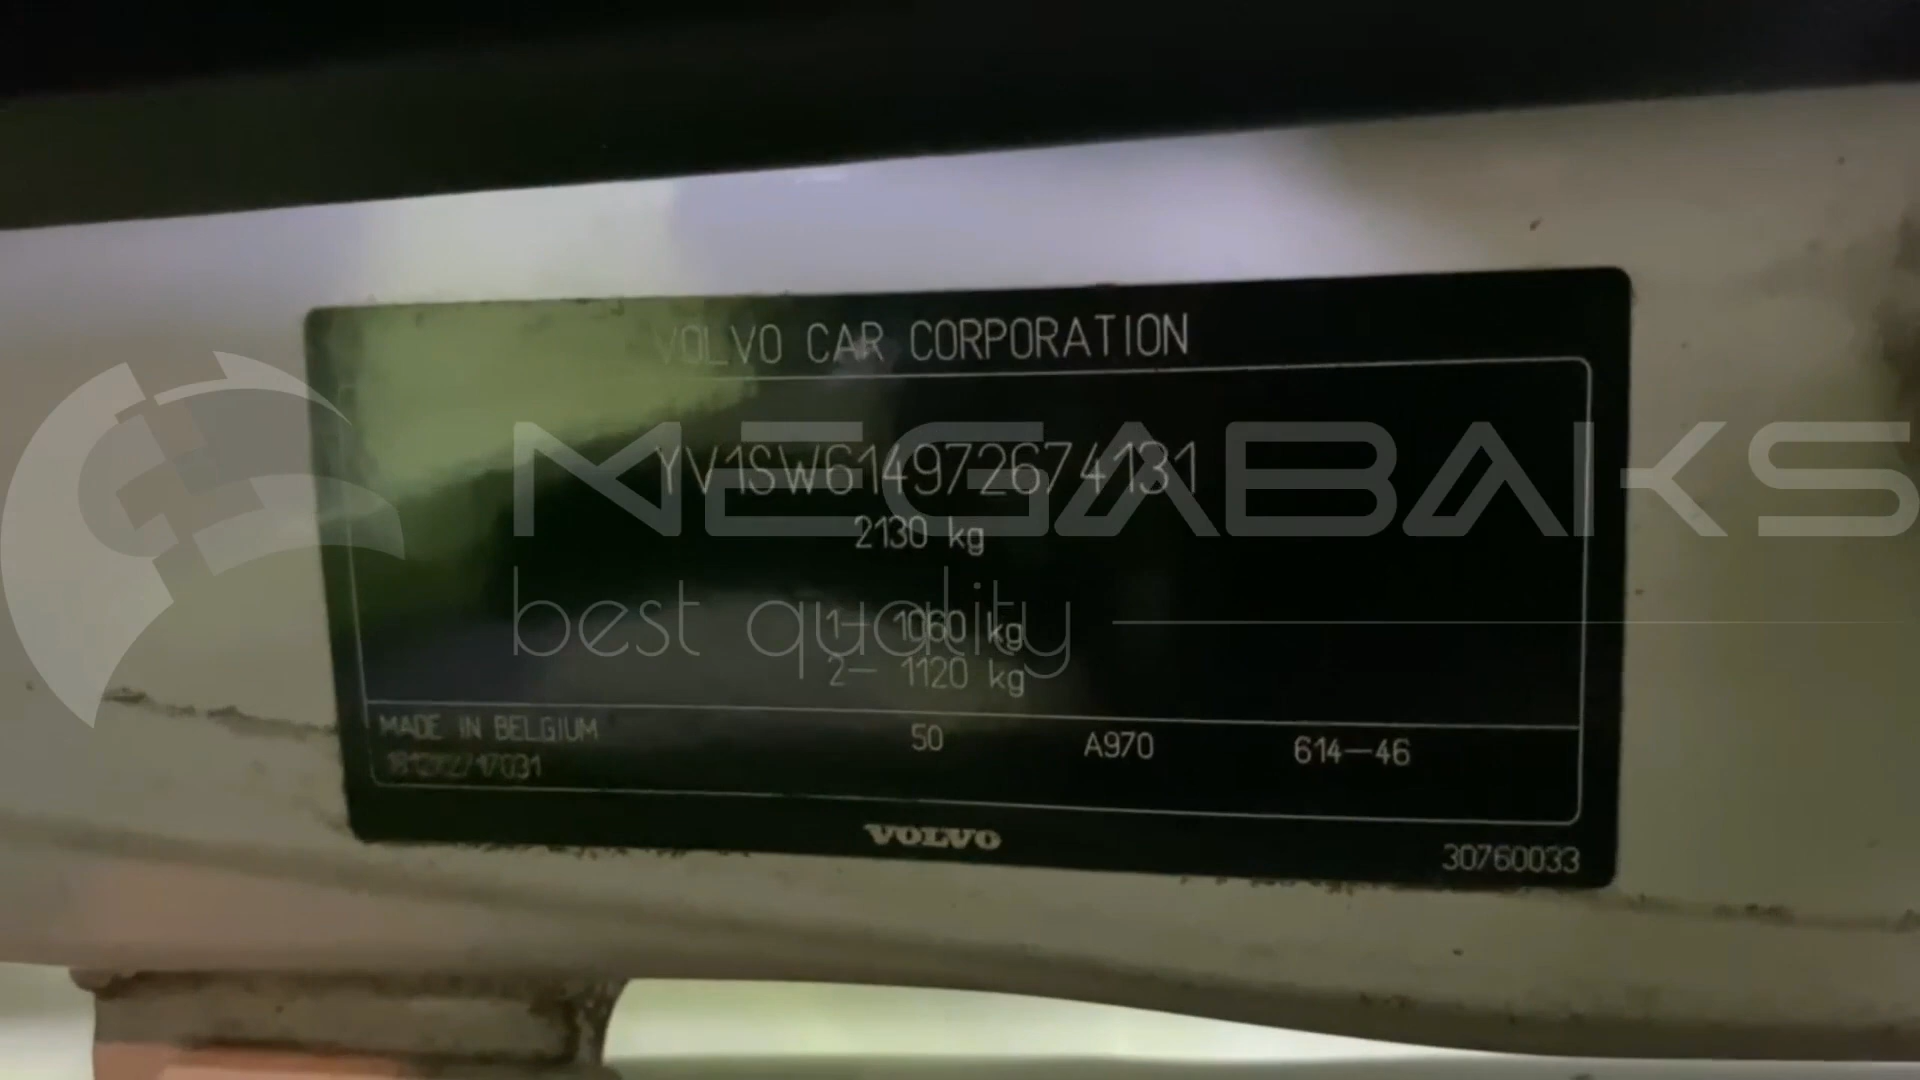 VOLVO CAR CORPORATION
MEGABAKS
YV1SW614972674131
2130 kg
best quality
1— 1060 kg
2— 1120 kg
MADE IN BELGIUM
50 A970 614—46
VOLVO
30760033